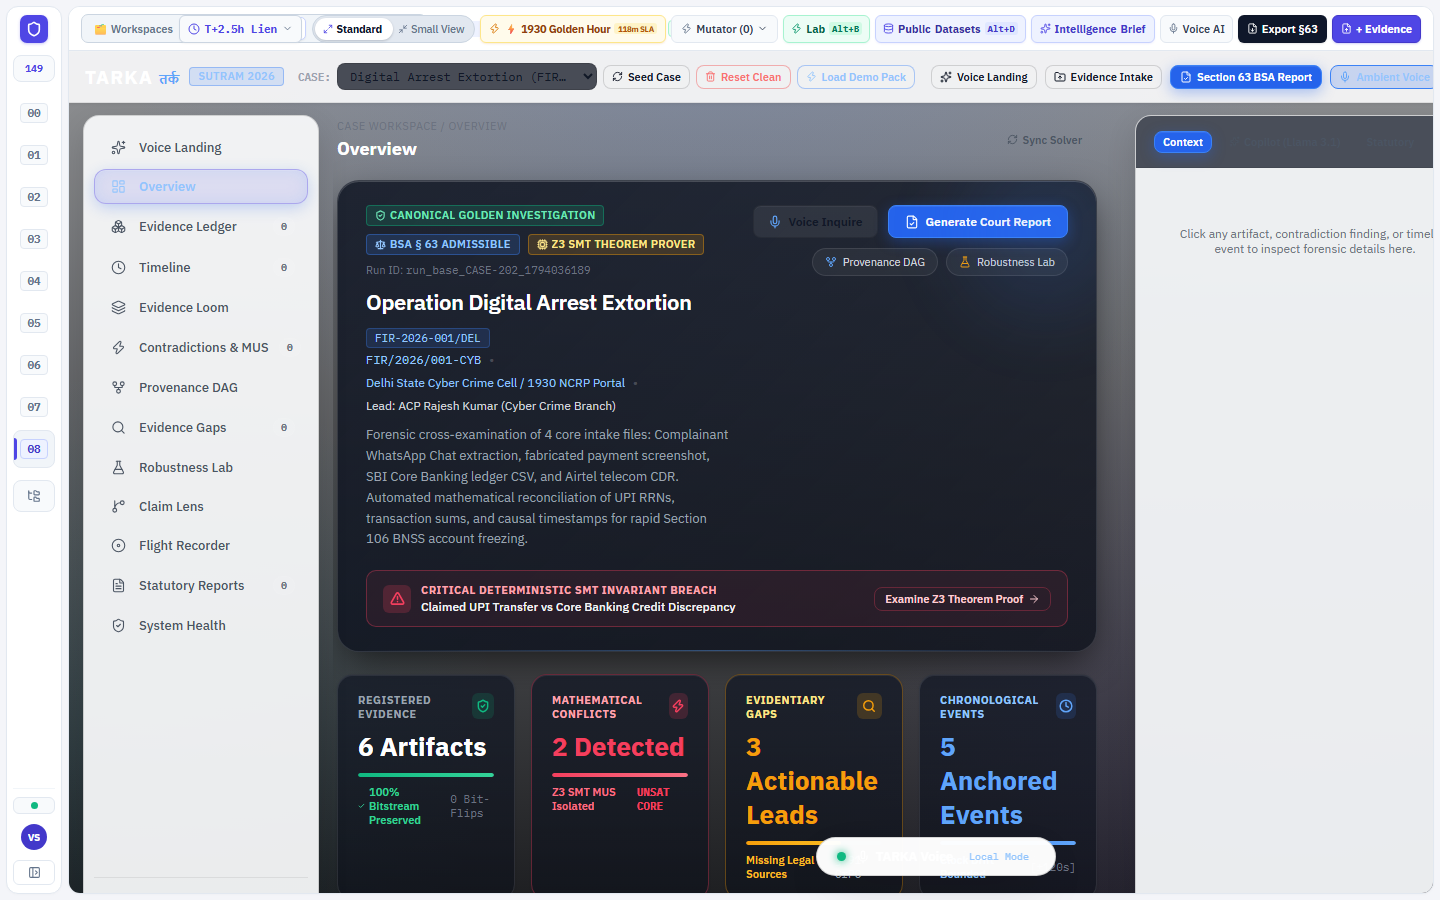 Workspaces
T+2.5h Lien
Standard
Small View
1930 Golden Hour 118m SLA
Mutator (0)
Lab Alt+B
Public Datasets Alt+D
Intelligence Brief
Voice AI
Export §63
+ Evidence
149
00
01
02
03
04
05
06
07
08
VS
TARKA तर्क
SUTRAM 2026
CASE:
Digital Arrest Extortion (FIR…
Seed Case
Reset Clean
Load Demo Pack
Voice Landing
Evidence Intake
Section 63 BSA Report
Ambient Voice
Voice Landing
Overview
Evidence Ledger 0
Timeline 0
Evidence Loom
Contradictions & MUS 0
Provenance DAG
Evidence Gaps 0
Robustness Lab
Claim Lens
Flight Recorder
Statutory Reports 0
System Health
CASE WORKSPACE / OVERVIEW
Overview
Sync Solver
CANONICAL GOLDEN INVESTIGATION
BSA § 63 ADMISSIBLE
Z3 SMT THEOREM PROVER
Run ID: run_base_CASE-202_1794036189
Voice Inquire
Generate Court Report
Provenance DAG
Robustness Lab
Operation Digital Arrest Extortion
FIR-2026-001/DEL
FIR/2026/001-CYB •
Delhi State Cyber Crime Cell / 1930 NCRP Portal •
Lead: ACP Rajesh Kumar (Cyber Crime Branch)
Forensic cross-examination of 4 core intake files: Complainant
WhatsApp Chat extraction, fabricated payment screenshot,
SBI Core Banking ledger CSV, and Airtel telecom CDR.
Automated mathematical reconciliation of UPI RRNs,
transaction sums, and causal timestamps for rapid Section
106 BNSS account freezing.
CRITICAL DETERMINISTIC SMT INVARIANT BREACH
Claimed UPI Transfer vs Core Banking Credit Discrepancy
Examine Z3 Theorem Proof →
REGISTERED
EVIDENCE
6 Artifacts
100%
Bitstream
Preserved
0 Bit-
Flips
MATHEMATICAL
CONFLICTS
2 Detected
Z3 SMT MUS
Isolated
UNSAT
CORE
EVIDENTIARY
GAPS
3
Actionable
Leads
Missing Legal
Sources
CHRONOLOGICAL
EVENTS
5
Anchored
Events
Local Mode
Context
Click any artifact, contradiction finding, or timel
event to inspect forensic details here.